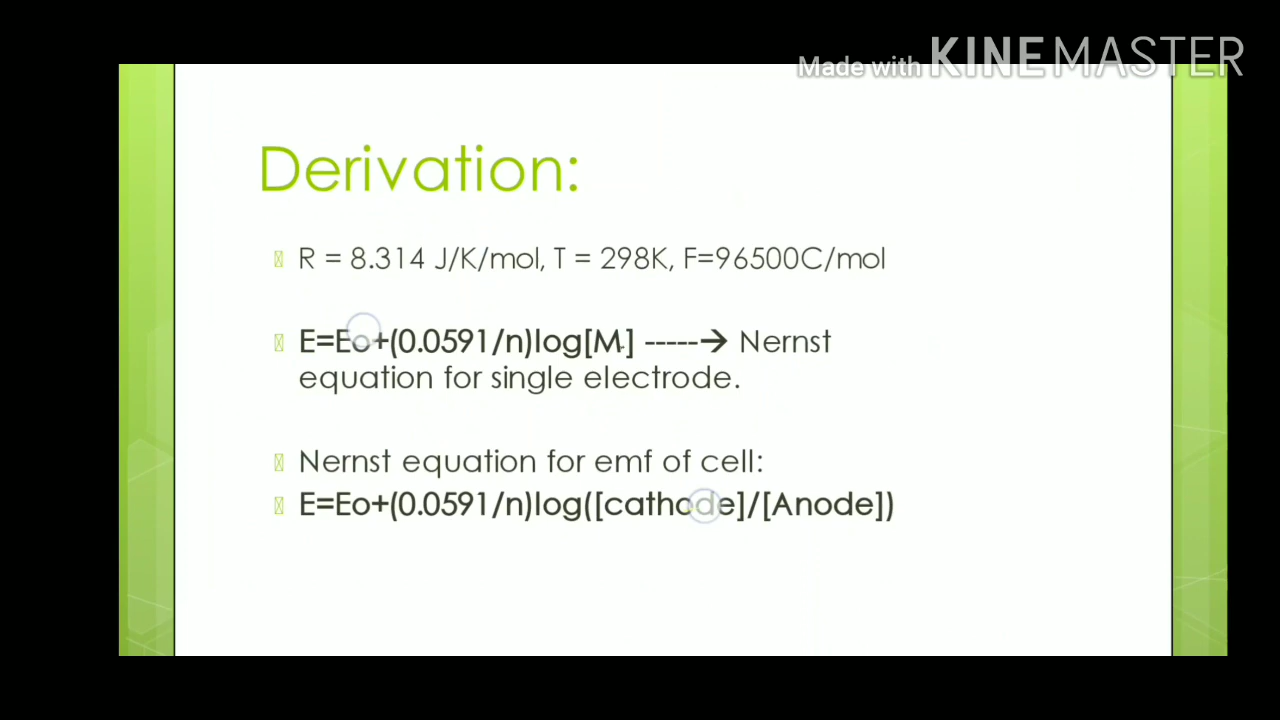 Made with KINEMASTER
Derivation:
R = 8.314 J/K/mol, T = 298K, F=96500C/mol
E=Eo+(0.0591/n)log[M] -----→ Nernst
equation for single electrode.
Nernst equation for emf of cell:
E=Eo+(0.0591/n)log([cathode]/[Anode])